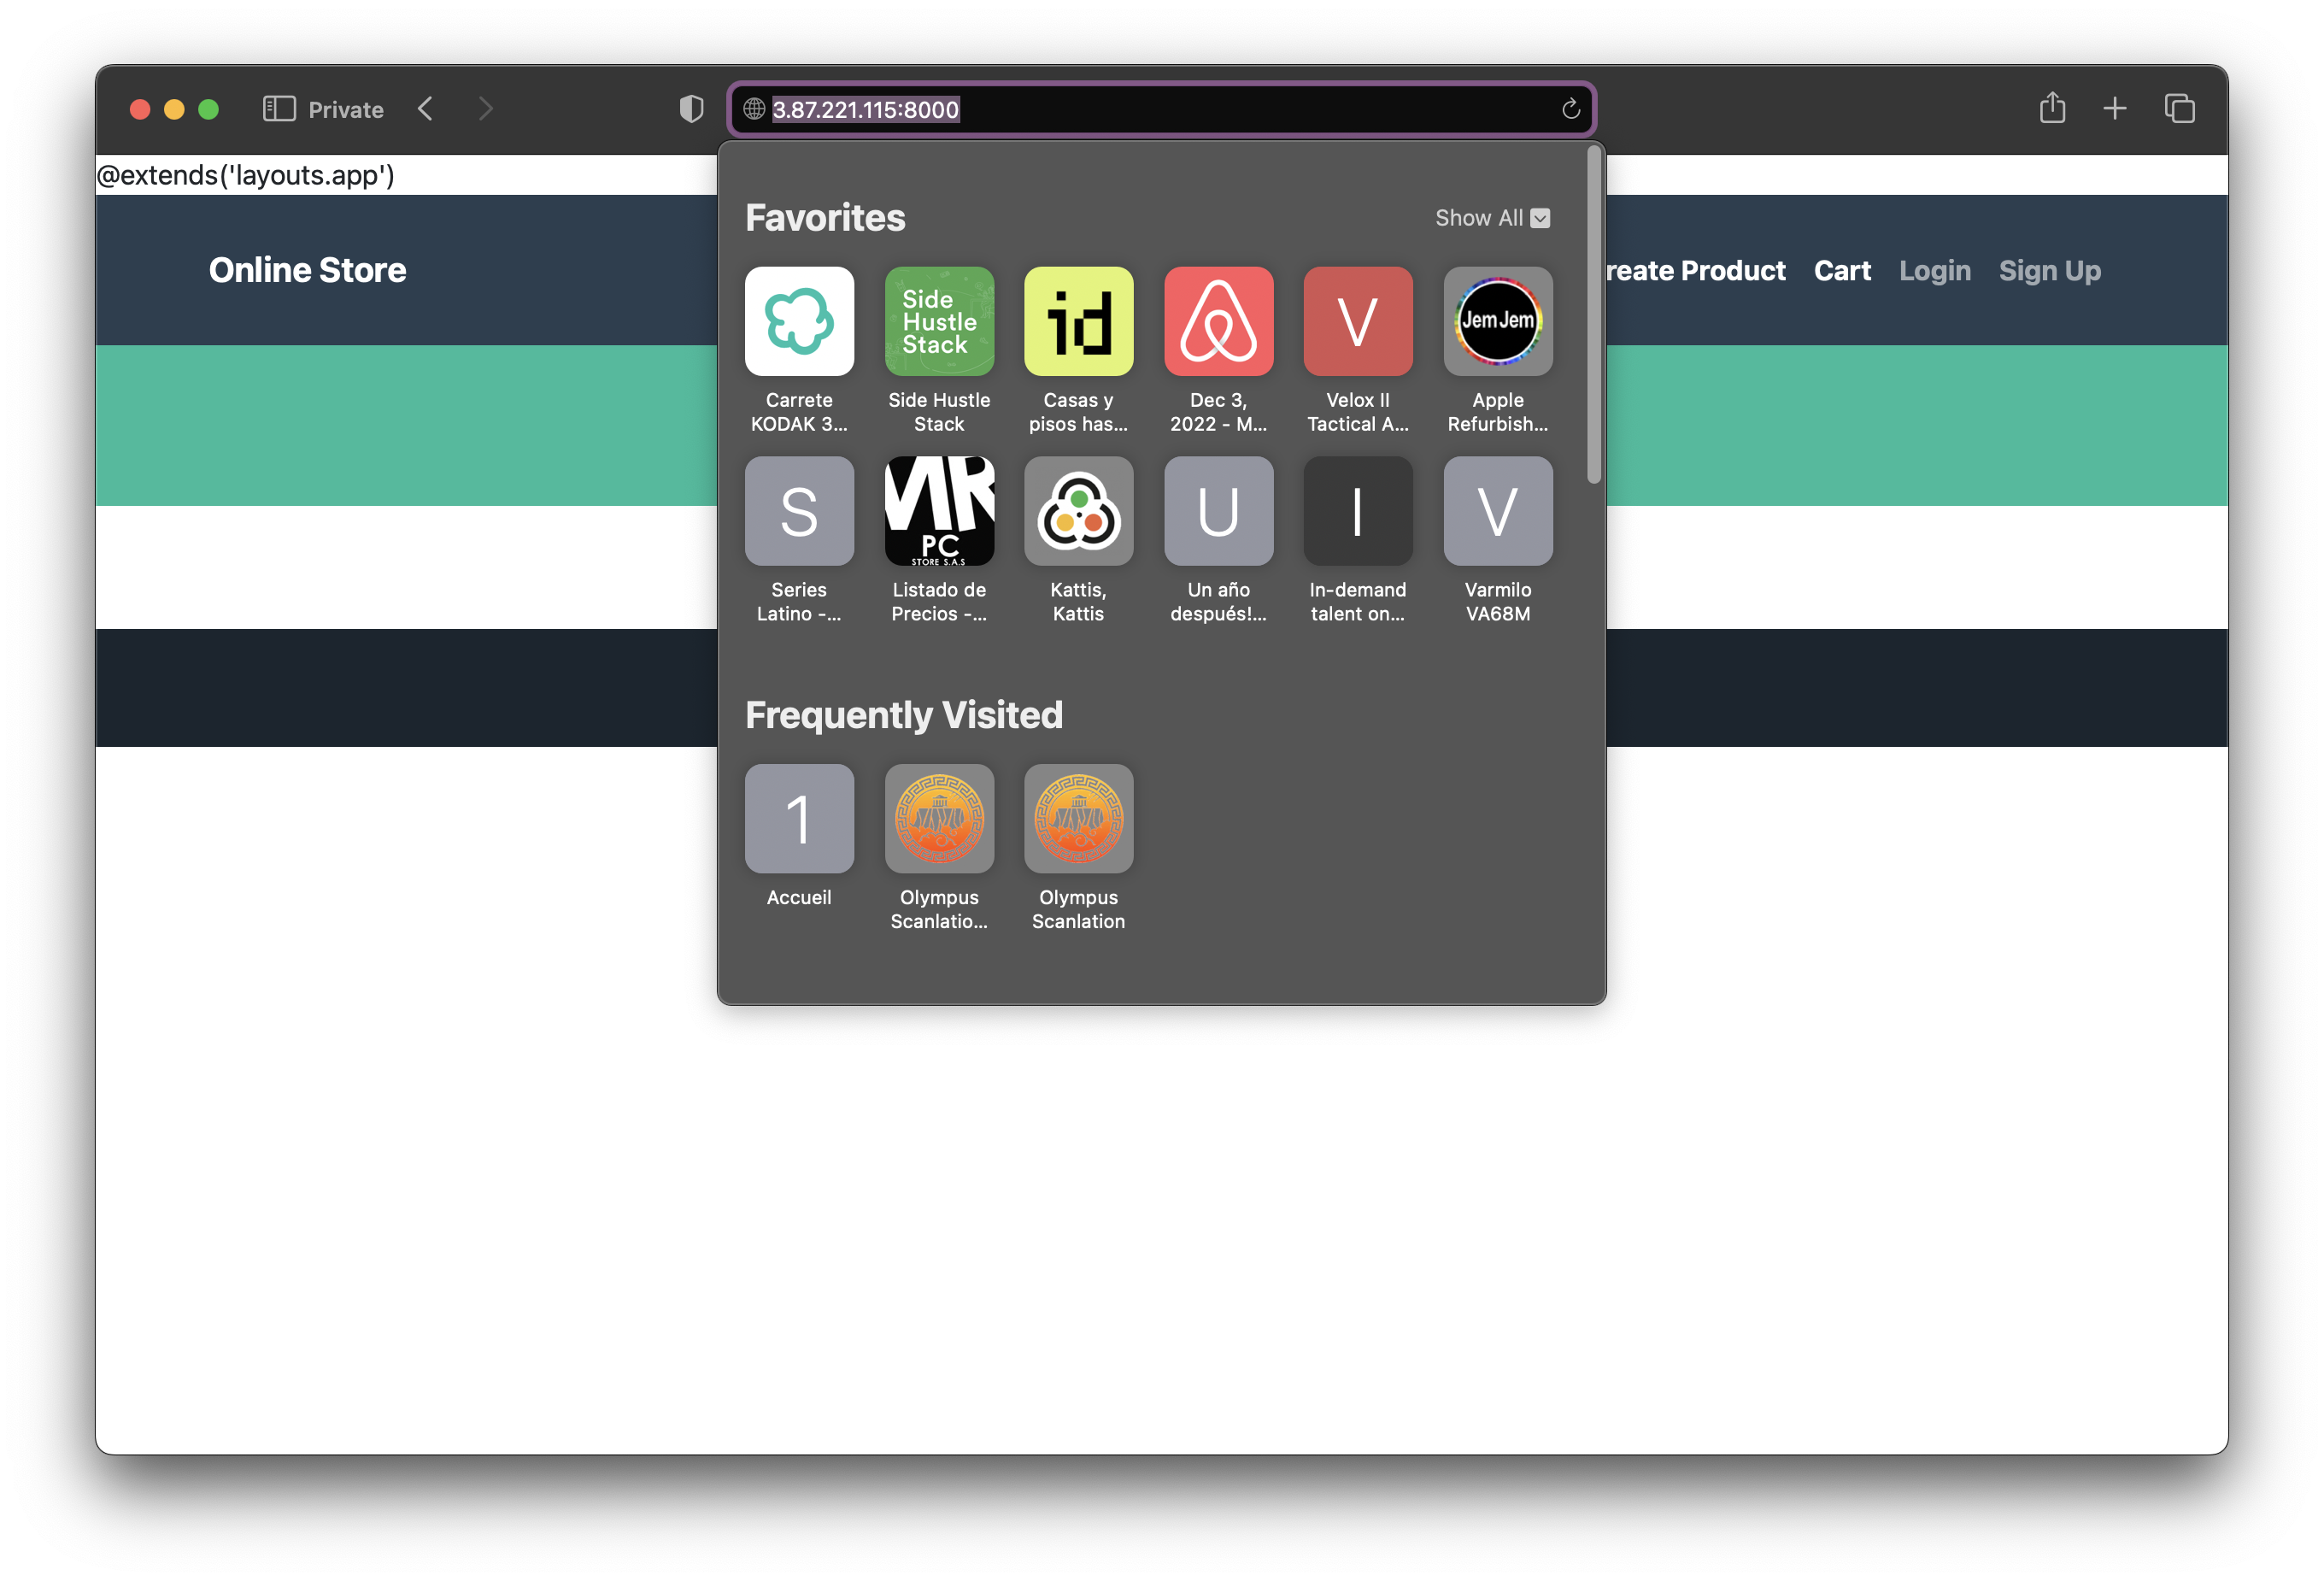 Private
3.87.221.115:8000
@extends('layouts.app')
Online Store
reate Product
Cart
Login
Sign Up
Favorites
Show All
Side
Hustle
Stack
id
V
JemJem
Carrete
KODAK 3...
Side Hustle
Stack
Casas y
pisos has...
Dec 3,
2022 - M...
Velox II
Tactical A...
Apple
Refurbish...
S
MR
PC
STORE S.A.S
U
I
V
Series
Latino -...
Listado de
Precios -...
Kattis,
Kattis
Un año
después!...
In-demand
talent on...
Varmilo
VA68M
Frequently Visited
1
Accueil
Olympus
Scanlatio...
Olympus
Scanlation